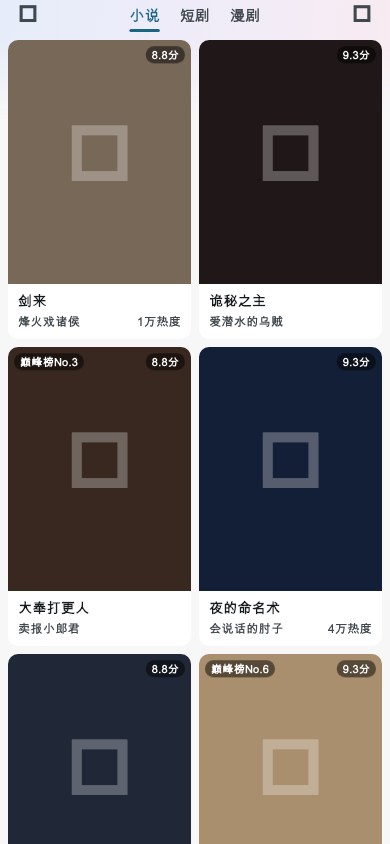 小说 短剧 漫剧
8.8分
剑来
烽火戏诸侯 1万热度
9.3分
诡秘之主
爱潜水的乌贼
巅峰榜No.3 8.8分
大奉打更人
卖报小郎君
9.3分
夜的命名术
会说话的肘子 4万热度
8.8分
巅峰榜No.6 9.3分